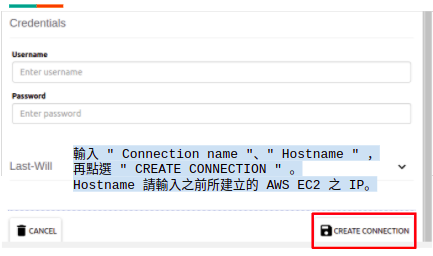 Credentials
Username
Enter username
Password
Enter password
輸入 " Connection name "、" Hostname " ,
再點選 " CREATE CONNECTION " 。
Last-Will
Hostname 請輸入之前所建立的 AWS EC2 之 IP。
CANCEL
CREATE CONNECTION